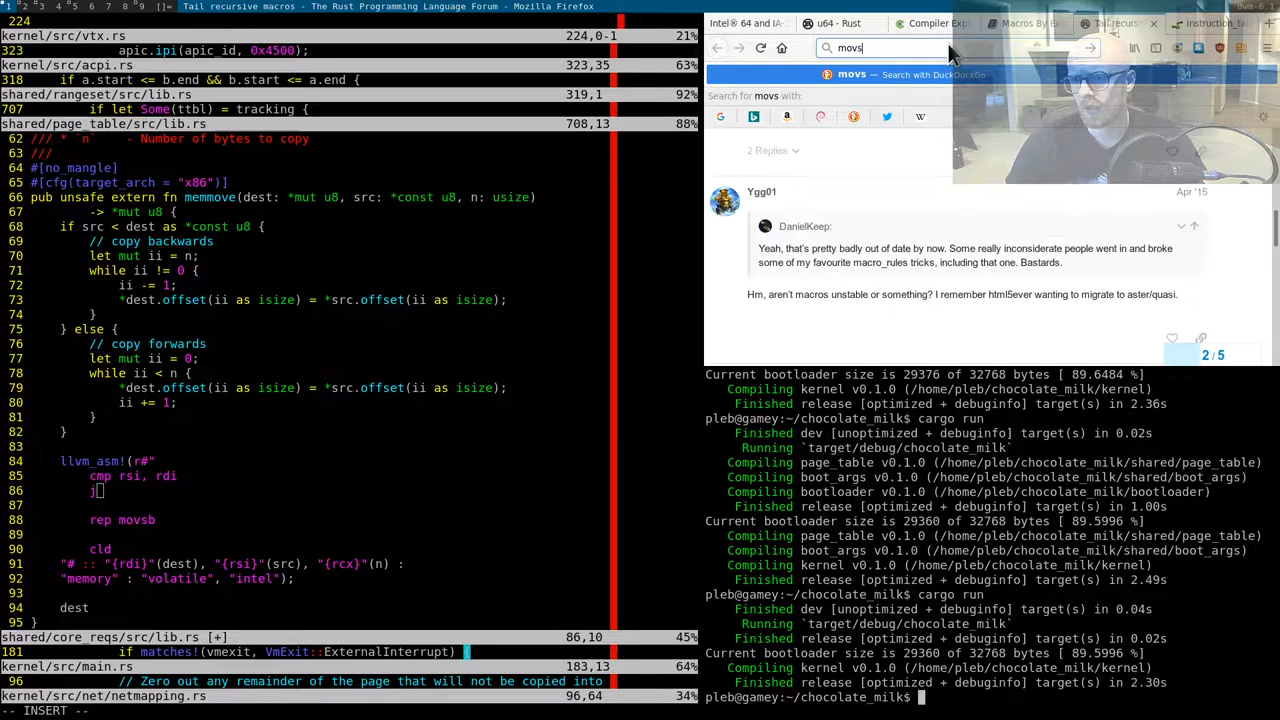 1 2 3 4 5 6 7 8 9 []= Tail recursive macros - The Rust Programming Language Forum - Mozilla Firefox dwm-6.1
224
kernel/src/vtx.rs 224,0-1 21%
323 apic.ipi(apic_id, 0x4500);
kernel/src/acpi.rs 323,35 65%
318 if a.start <= b.end && b.start <= a.end {
shared/rangeset/src/lib.rs 319,1 92%
707 if let Some(ttbl) = tracking {
shared/page_table/src/lib.rs 708,13 88%
62 /// * `n` - Number of bytes to copy
63 ///
64 #[no_mangle]
65 #[cfg(target_arch = "x86")]
66 pub unsafe extern fn memmove(dest: *mut u8, src: *const u8, n: usize)
67 -> *mut u8 {
68 if src < dest as *const u8 {
69 // copy backwards
70 let mut ii = n;
71 while ii != 0 {
72 ii -= 1;
73 *dest.offset(ii as isize) = *src.offset(ii as isize);
74 }
75 } else {
76 // copy forwards
77 let mut ii = 0;
78 while ii < n {
79 *dest.offset(ii as isize) = *src.offset(ii as isize);
80 ii += 1;
81 }
82 }
83
84 llvm_asm!(r#"
85 cmp rsi, rdi
86 j
87
88 rep movsb
89
90 cld
91 "# :: "{rdi}"(dest), "{rsi}"(src), "{rcx}"(n) :
92 "memory" : "volatile", "intel");
93
94 dest
95 }
shared/core_reqs/src/lib.rs [+] 86,10 45%
181 if matches!(vmexit, VmExit::ExternalInterrupt) {
kernel/src/main.rs 183,13 64%
96 // Zero out any remainder of the page that will not be copied into
kernel/src/net/netmapping.rs 96,64 34%
-- INSERT --
Intel® 64 and IA- u64 - Rust Compiler Expl Macros By Ex Tail recursi instruction_ta
movs
movs — Search with DuckDuckGo
Search for movs with:
2 Replies
Ygg01 Apr '15
DanielKeep:
Yeah, that's pretty badly out of date by now. Some really inconsiderate people went in and broke
some of my favourite macro_rules tricks, including that one. Bastards.
Hm, aren't macros unstable or something? I remember html5ever wanting to migrate to aster/quasi.
2 / 5
Current bootloader size is 29376 of 32768 bytes [ 89.6484 %]
Compiling kernel v0.1.0 (/home/pleb/chocolate_milk/kernel)
Finished release [optimized + debuginfo] target(s) in 2.36s
pleb@gamey:~/chocolate_milk$ cargo run
Finished dev [unoptimized + debuginfo] target(s) in 0.02s
Running `target/debug/chocolate_milk`
Compiling page_table v0.1.0 (/home/pleb/chocolate_milk/shared/page_table)
Compiling boot_args v0.1.0 (/home/pleb/chocolate_milk/shared/boot_args)
Compiling bootloader v0.1.0 (/home/pleb/chocolate_milk/bootloader)
Finished release [optimized + debuginfo] target(s) in 1.00s
Current bootloader size is 29360 of 32768 bytes [ 89.5996 %]
Compiling page_table v0.1.0 (/home/pleb/chocolate_milk/shared/page_table)
Compiling boot_args v0.1.0 (/home/pleb/chocolate_milk/shared/boot_args)
Compiling kernel v0.1.0 (/home/pleb/chocolate_milk/kernel)
Finished release [optimized + debuginfo] target(s) in 2.49s
pleb@gamey:~/chocolate_milk$ cargo run
Finished dev [unoptimized + debuginfo] target(s) in 0.04s
Running `target/debug/chocolate_milk`
Finished release [optimized + debuginfo] target(s) in 0.02s
Current bootloader size is 29360 of 32768 bytes [ 89.5996 %]
Compiling kernel v0.1.0 (/home/pleb/chocolate_milk/kernel)
Finished release [optimized + debuginfo] target(s) in 2.30s
pleb@gamey:~/chocolate_milk$